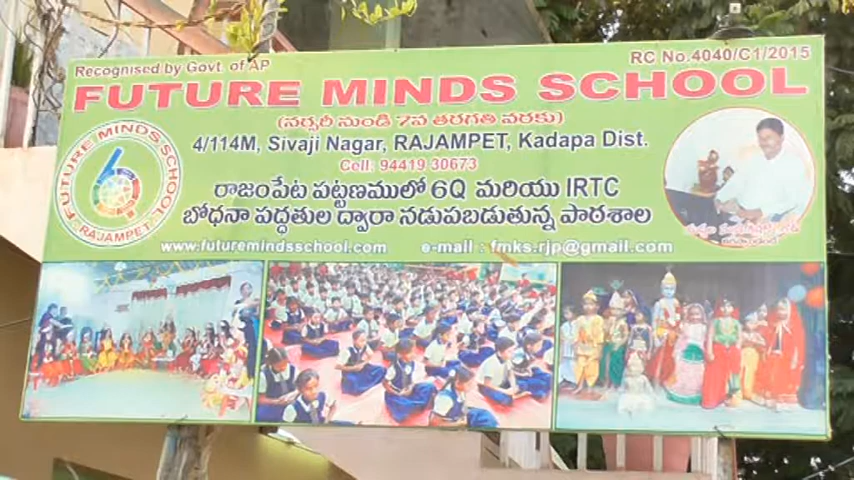 Recognised by Govt. of AP
RC No.4040/C1/2015
FUTURE MINDS SCHOOL
(నర్సరీ నుండి 7వ తరగతి వరకు)
4/114M, Sivaji Nagar, RAJAMPET, Kadapa Dist.
Cell: 94419 30673
రాజంపేట పట్టణములో 6Q మరియు IRTC
బోధనా పద్ధతుల ద్వారా నడుపబడుతున్న పాఠశాల
www.futuremindsschool.com e-mail : fmks.rjp@gmail.com
FUTURE MINDS SCHOOL
RAJAMPET